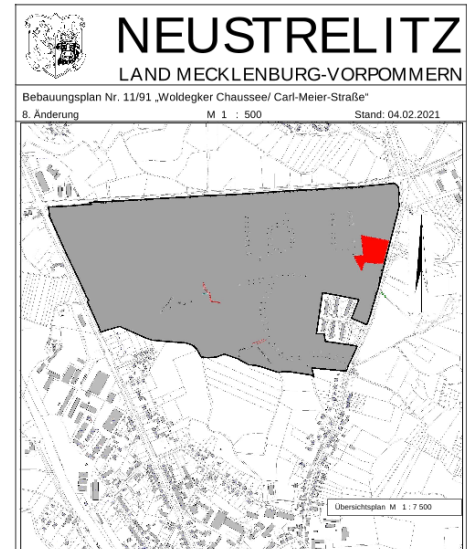 NEUSTRELITZ
LAND MECKLENBURG-VORPOMMERN
Bebauungsplan Nr. 11/91 „Woldegker Chaussee/ Carl-Meier-Straße“
8. Änderung M 1 : 500 Stand: 04.02.2021
Übersichtsplan M 1 : 7 500